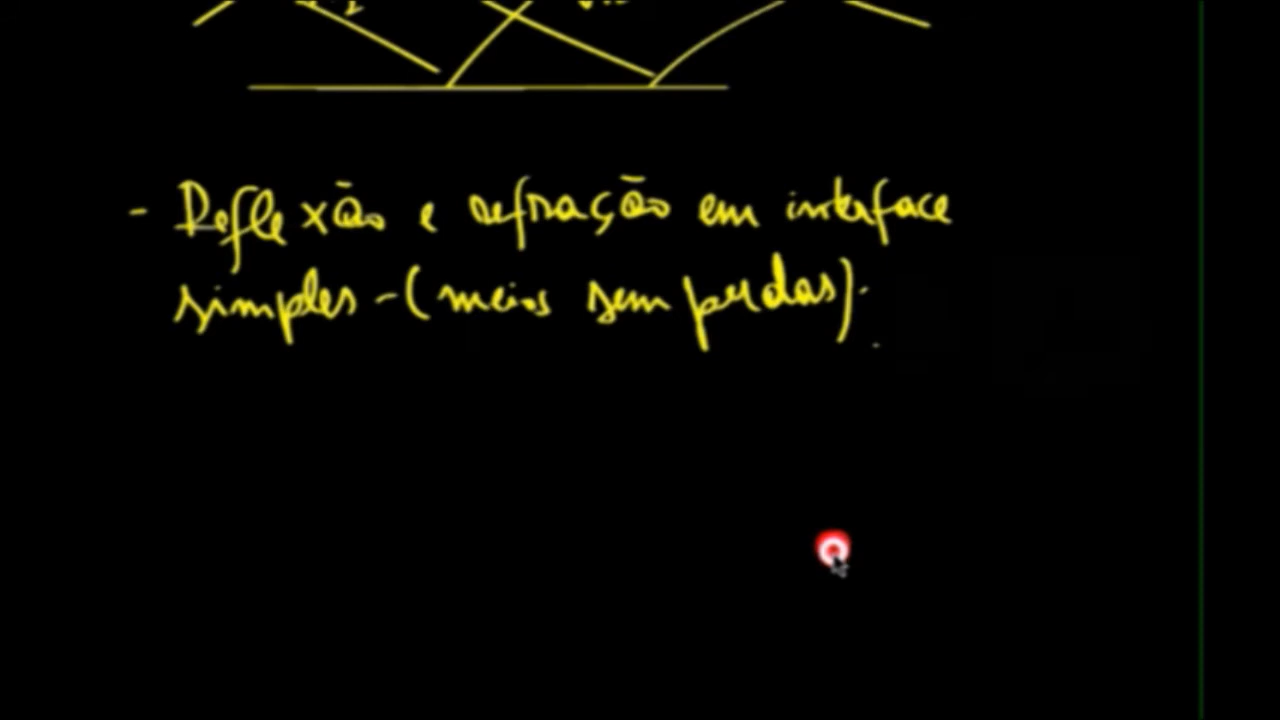 - Reflexão e refração em interface
simples - (meios sem perdas).